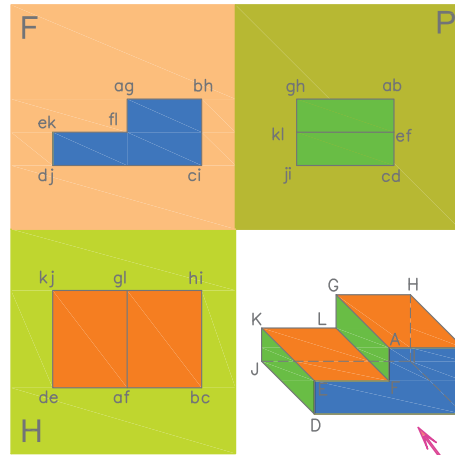 F P
ag bh gh ab
ek fl kl ef
dj ci ji cd
kj gl hi G H
K L A
J
de af bc E F
H D